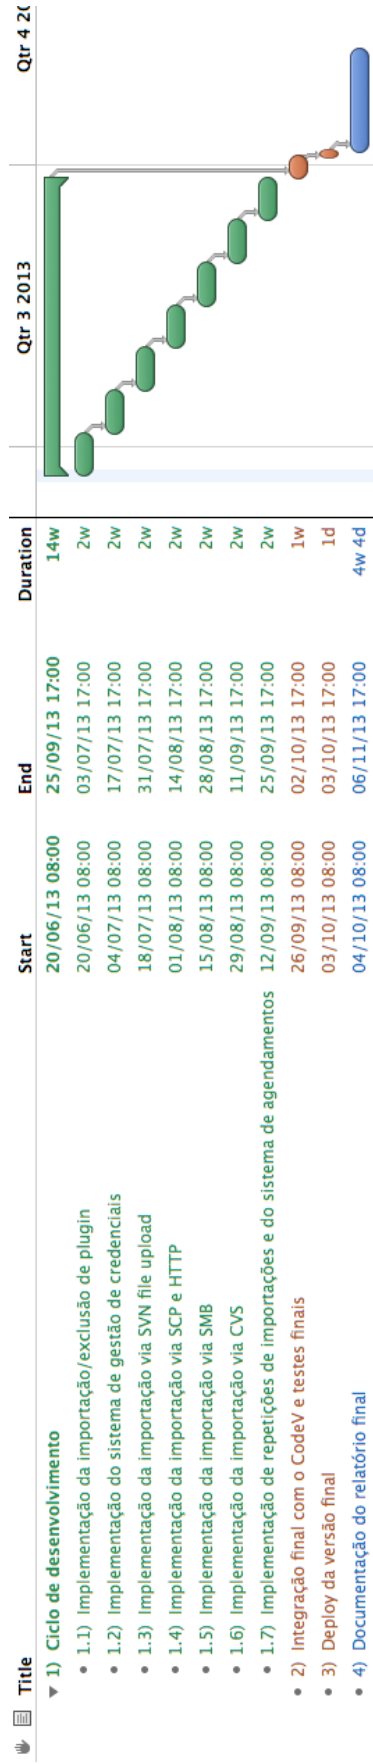 Title Start End Duration Qtr 3 2013 Qtr 4 20
1) Ciclo de desenvolvimento 20/06/13 08:00 25/09/13 17:00 14w
1.1) Implementação da importação/exclusão de plugin 20/06/13 08:00 03/07/13 17:00 2w
1.2) Implementação do sistema de gestão de credenciais 04/07/13 08:00 17/07/13 17:00 2w
1.3) Implementação da importação via SVN file upload 18/07/13 08:00 31/07/13 17:00 2w
1.4) Implementação da importação via SCP e HTTP 01/08/13 08:00 14/08/13 17:00 2w
1.5) Implementação da importação via SMB 15/08/13 08:00 28/08/13 17:00 2w
1.6) Implementação da importação via CVS 29/08/13 08:00 11/09/13 17:00 2w
1.7) Implementação de repetições de importações e do sistema de agendamentos 12/09/13 08:00 25/09/13 17:00 2w
2) Integração final com o CodeV e testes finais 26/09/13 08:00 02/10/13 17:00 1w
3) Deploy da versão final 03/10/13 08:00 03/10/13 17:00 1d
4) Documentação do relatório final 04/10/13 08:00 06/11/13 17:00 4w 4d